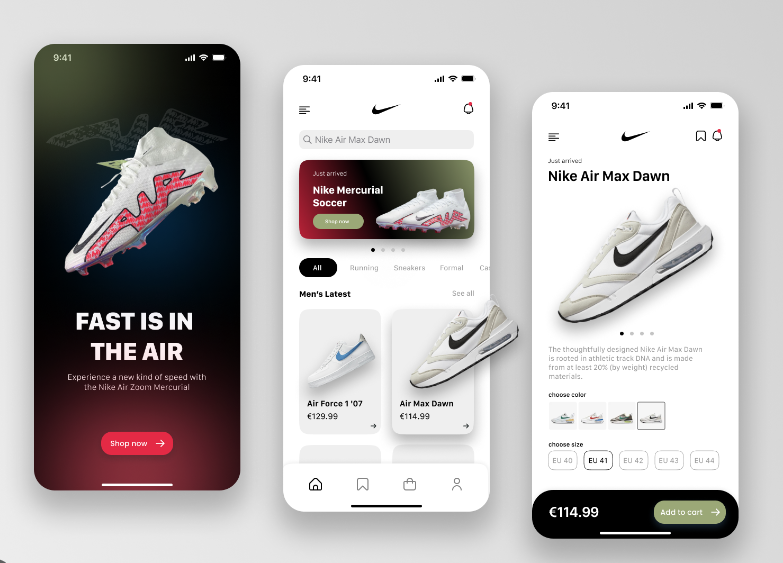 9:41
FAST IS IN
THE AIR
Experience a new kind of speed with
the Nike Air Zoom Mercurial
Shop now
9:41
Nike Air Max Dawn
Just arrived
Nike Mercurial
Soccer
Shop now
All Running Sneakers Formal Cas
Men's Latest See all
Air Force 1 '07
€129.99
Air Max Dawn
€114.99
9:41
Just arrived
Nike Air Max Dawn
The thoughtfully designed Nike Air Max Dawn
is rooted in athletic track DNA and is made
from at least 20% (by weight) recycled
materials.
choose color
choose size
EU 40 EU 41 EU 42 EU 43 EU 44
€114.99 Add to cart